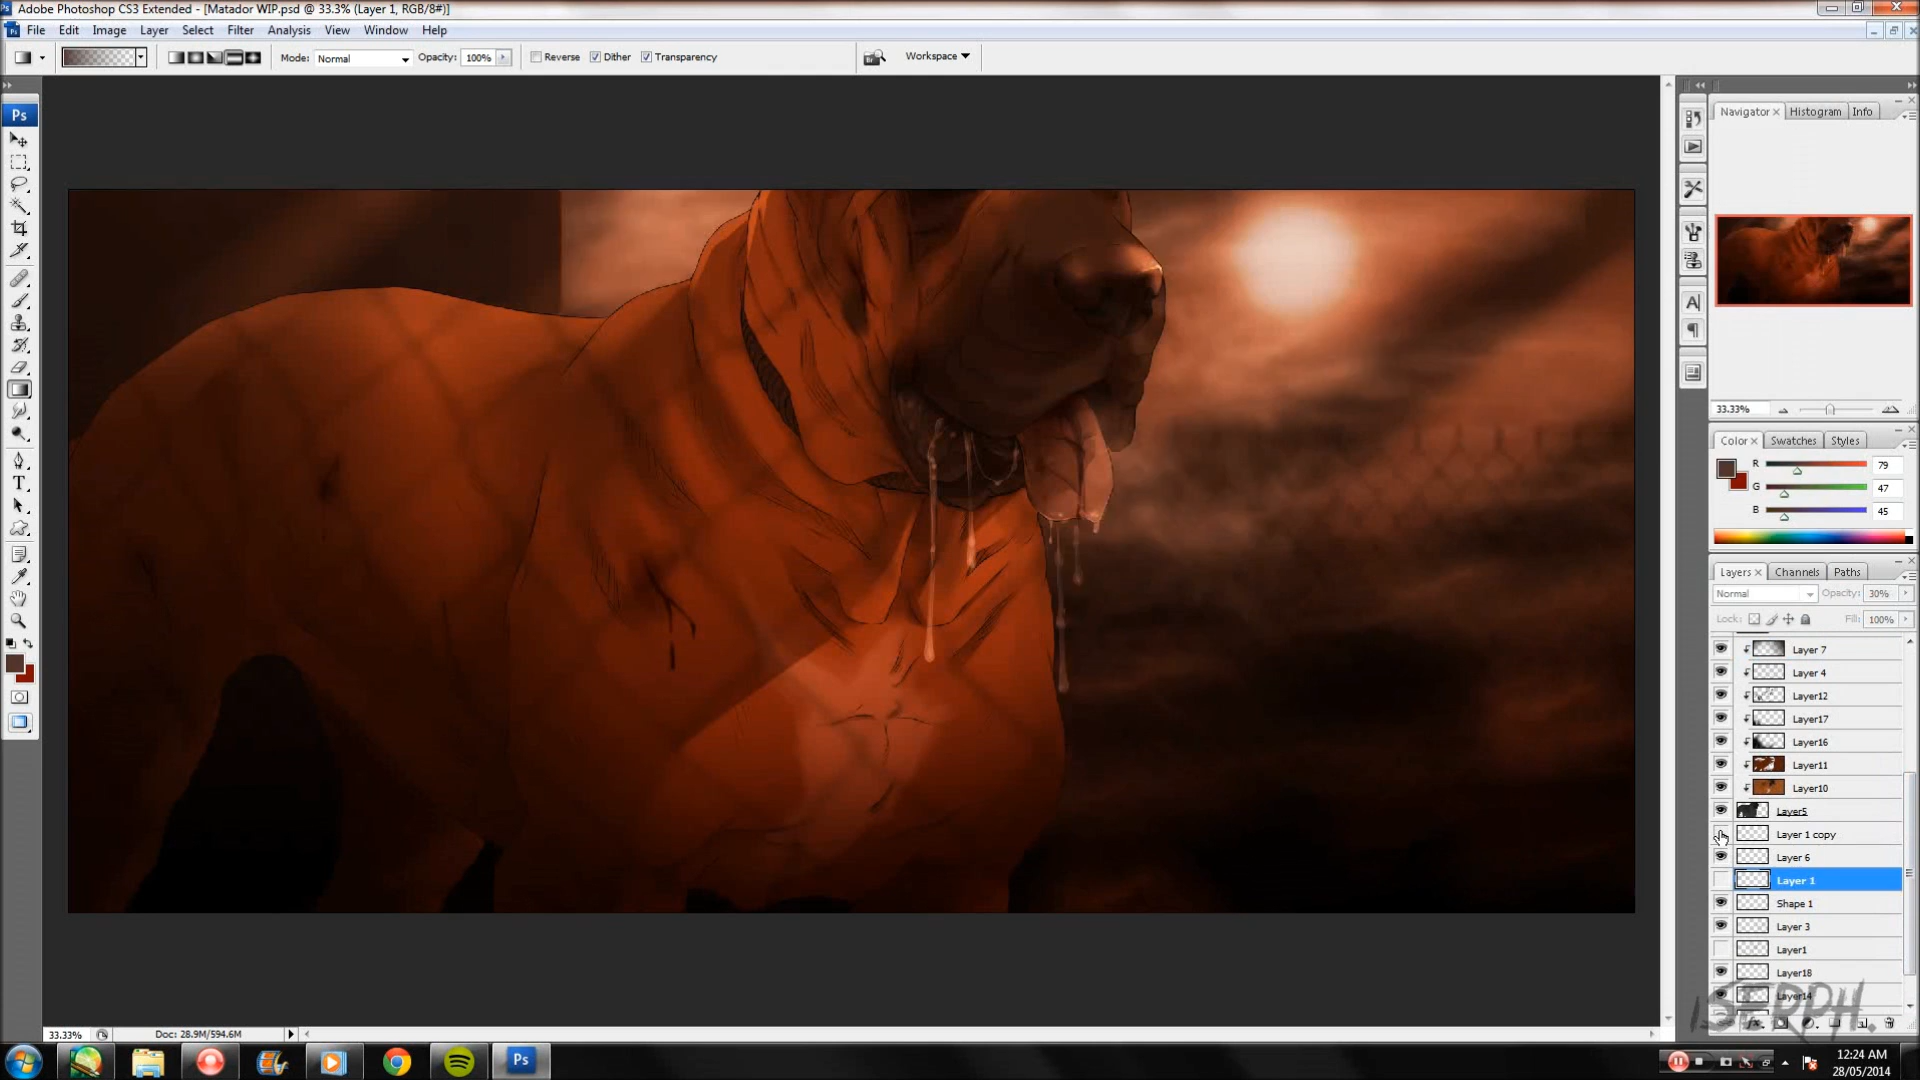 Adobe Photoshop CS3 Extended - [Matador WIP.psd @ 33.3% (Layer 1, RGB/8#)]
File Edit Image Layer Select Filter Analysis View Window Help
Mode: Normal Opacity: 100% Reverse Dither Transparency Workspace
Ps
Navigator Histogram Info
33.33%
Color Swatches Styles
R 79
G 47
B 45
Layers Channels Paths
Normal Opacity: 30%
Lock: Fill: 100%
Layer 7
Layer 4
Layer12
Layer17
Layer16
Layer11
Layer10
Layer5
Layer 1 copy
Layer 6
Layer 1
Shape 1
Layer 3
Layer1
Layer18
Layer14
33.33% Doc: 28.9M/594.6M
Ps
12:24 AM
28/05/2014